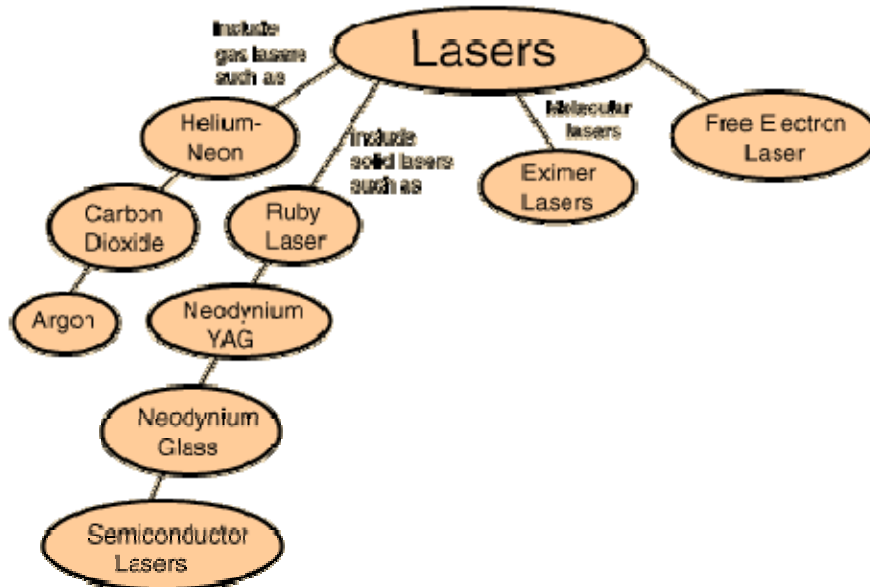 Lasers
include
gas lasers
such as
Helium-
Neon
Carbon
Dioxide
Argon
include
solid lasers
such as
Ruby
Laser
Neodynium
YAG
Neodynium
Glass
Semiconductor
Lasers
Molecular
lasers
Eximer
Lasers
Free Electron
Laser